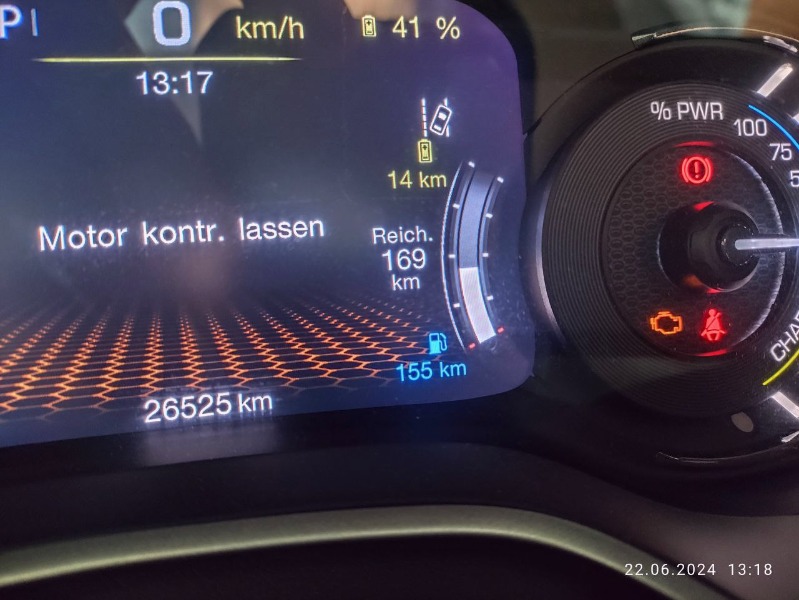 P
0 km/h
41 %
13:17
14 km
Motor kontr. lassen
Reich.
169
km
155 km
26525 km
% PWR
100
75
22.06.2024 13:18